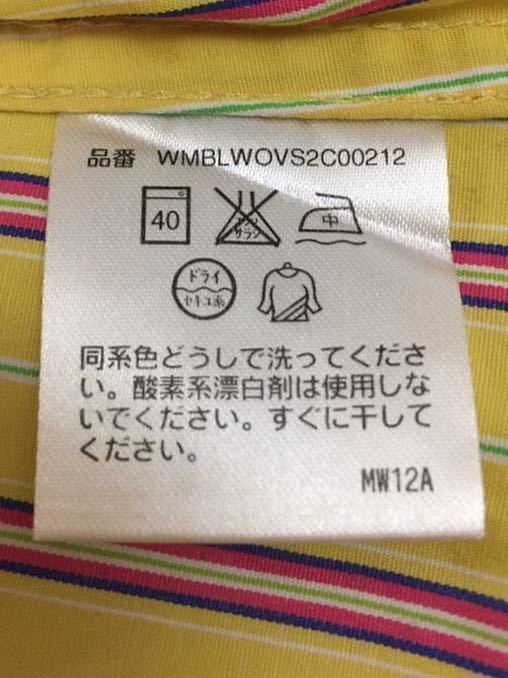 品番 WMBLWOVS2C00212
40
エンソ
サラシ
中
ドライ
セキユ系
同系色どうしで洗ってくださ
い。酸素系漂白剤は使用しない
でください。すぐに干して
ください。
MW12A